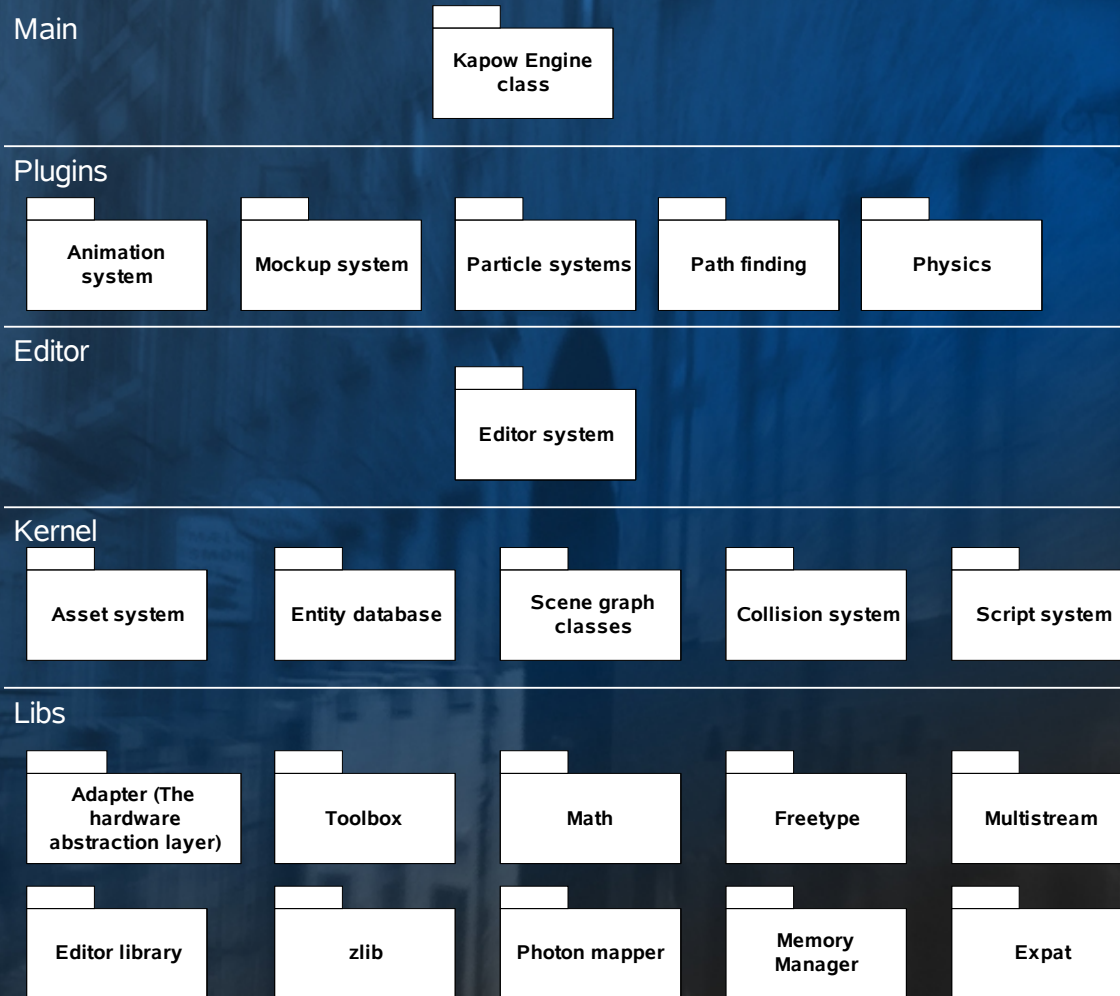 Main
Kapow Engine
class
Plugins
Animation
system
Mockup system
Particle systems
Path finding
Physics
Editor
Editor system
Kernel
Asset system
Entity database
Scene graph
classes
Collision system
Script system
Libs
Adapter (The
hardware
abstraction layer)
Toolbox
Math
Freetype
Multistream
Editor library
zlib
Photon mapper
Memory
Manager
Expat